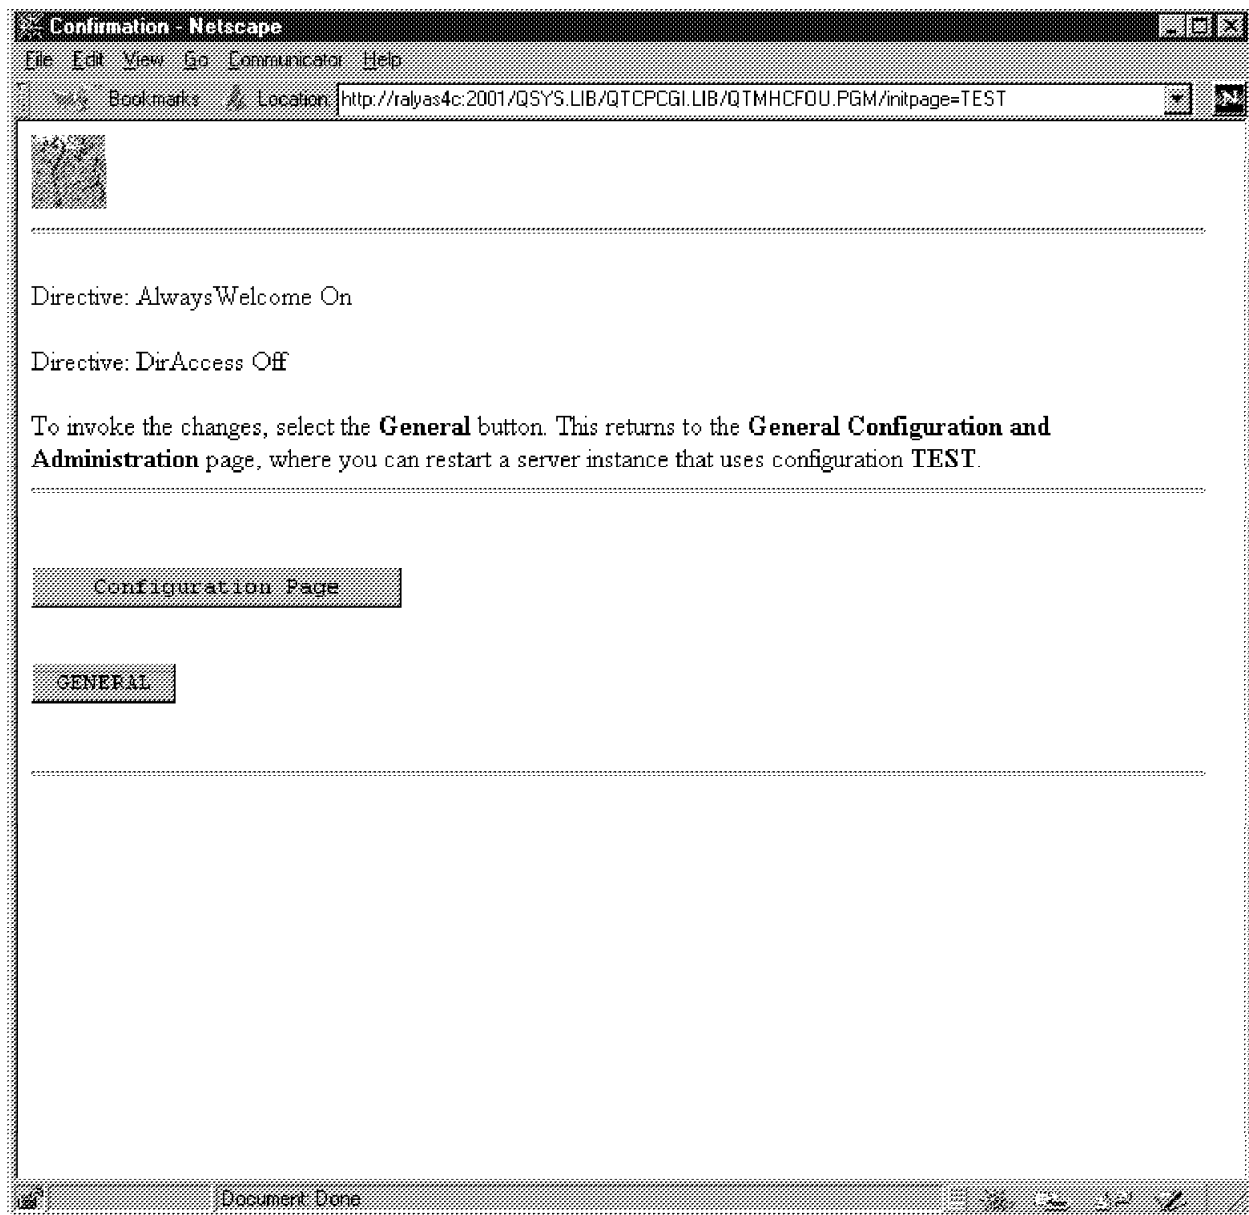 Confirmation - Netscape
File Edit View Go Communicator Help
Bookmarks Location: http://ralyas4c:2001/QSYS.LIB/QTCPCGI.LIB/QTMHCFOU.PGM/initpage=TEST
Directive: AlwaysWelcome On
Directive: DirAccess Off
To invoke the changes, select the General button. This returns to the General Configuration and
Administration page, where you can restart a server instance that uses configuration TEST.
Configuration Page
GENERAL
Document: Done